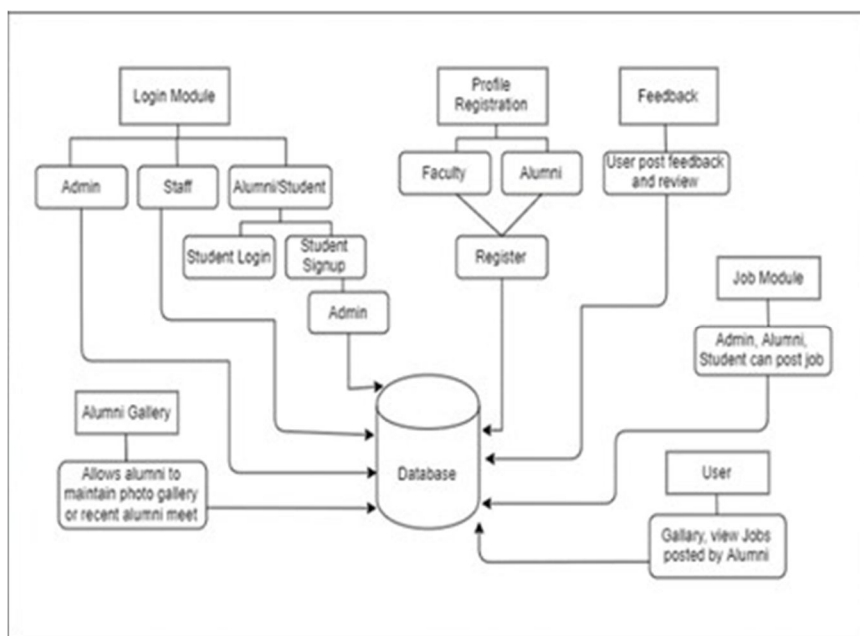 Login Module
Profile
Registration
Feedback
Admin
Staff
Alumni/Student
Faculty
Alumni
User post feedback
and review
Student Login
Student
Signup
Register
Admin
Job Module
Admin, Alumni,
Student can post job
Alumni Gallery
Allows alumni to
maintain photo gallery
or recent alumni meet
Database
User
Gallary, view Jobs
posted by Alumni